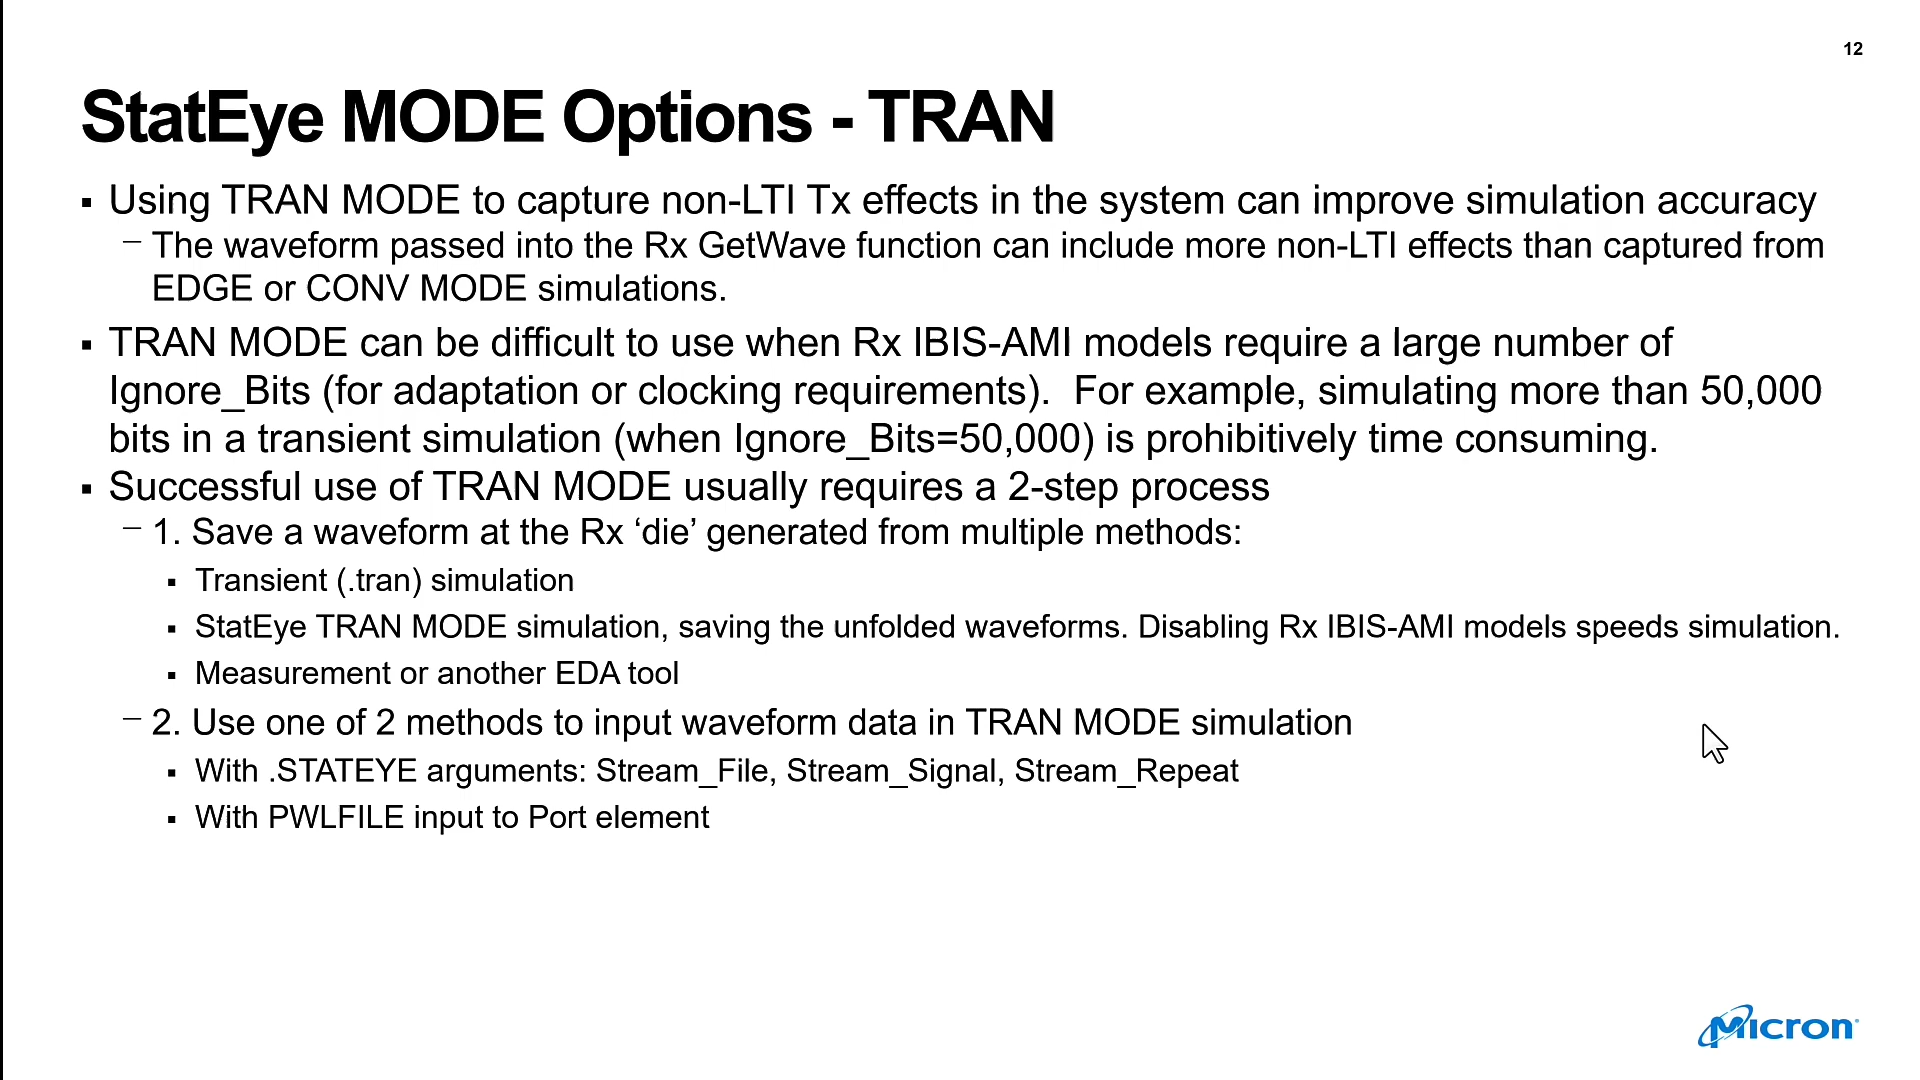 12
StatEye MODE Options - TRAN
▪ Using TRAN MODE to capture non-LTI Tx effects in the system can improve simulation accuracy
– The waveform passed into the Rx GetWave function can include more non-LTI effects than captured from
EDGE or CONV MODE simulations.
▪ TRAN MODE can be difficult to use when Rx IBIS-AMI models require a large number of
Ignore_Bits (for adaptation or clocking requirements).  For example, simulating more than 50,000
bits in a transient simulation (when Ignore_Bits=50,000) is prohibitively time consuming.
▪ Successful use of TRAN MODE usually requires a 2-step process
– 1. Save a waveform at the Rx ‘die’ generated from multiple methods:
▪ Transient (.tran) simulation
▪ StatEye TRAN MODE simulation, saving the unfolded waveforms. Disabling Rx IBIS-AMI models speeds simulation.
▪ Measurement or another EDA tool
– 2. Use one of 2 methods to input waveform data in TRAN MODE simulation
▪ With .STATEYE arguments: Stream_File, Stream_Signal, Stream_Repeat
▪ With PWLFILE input to Port element
Micron